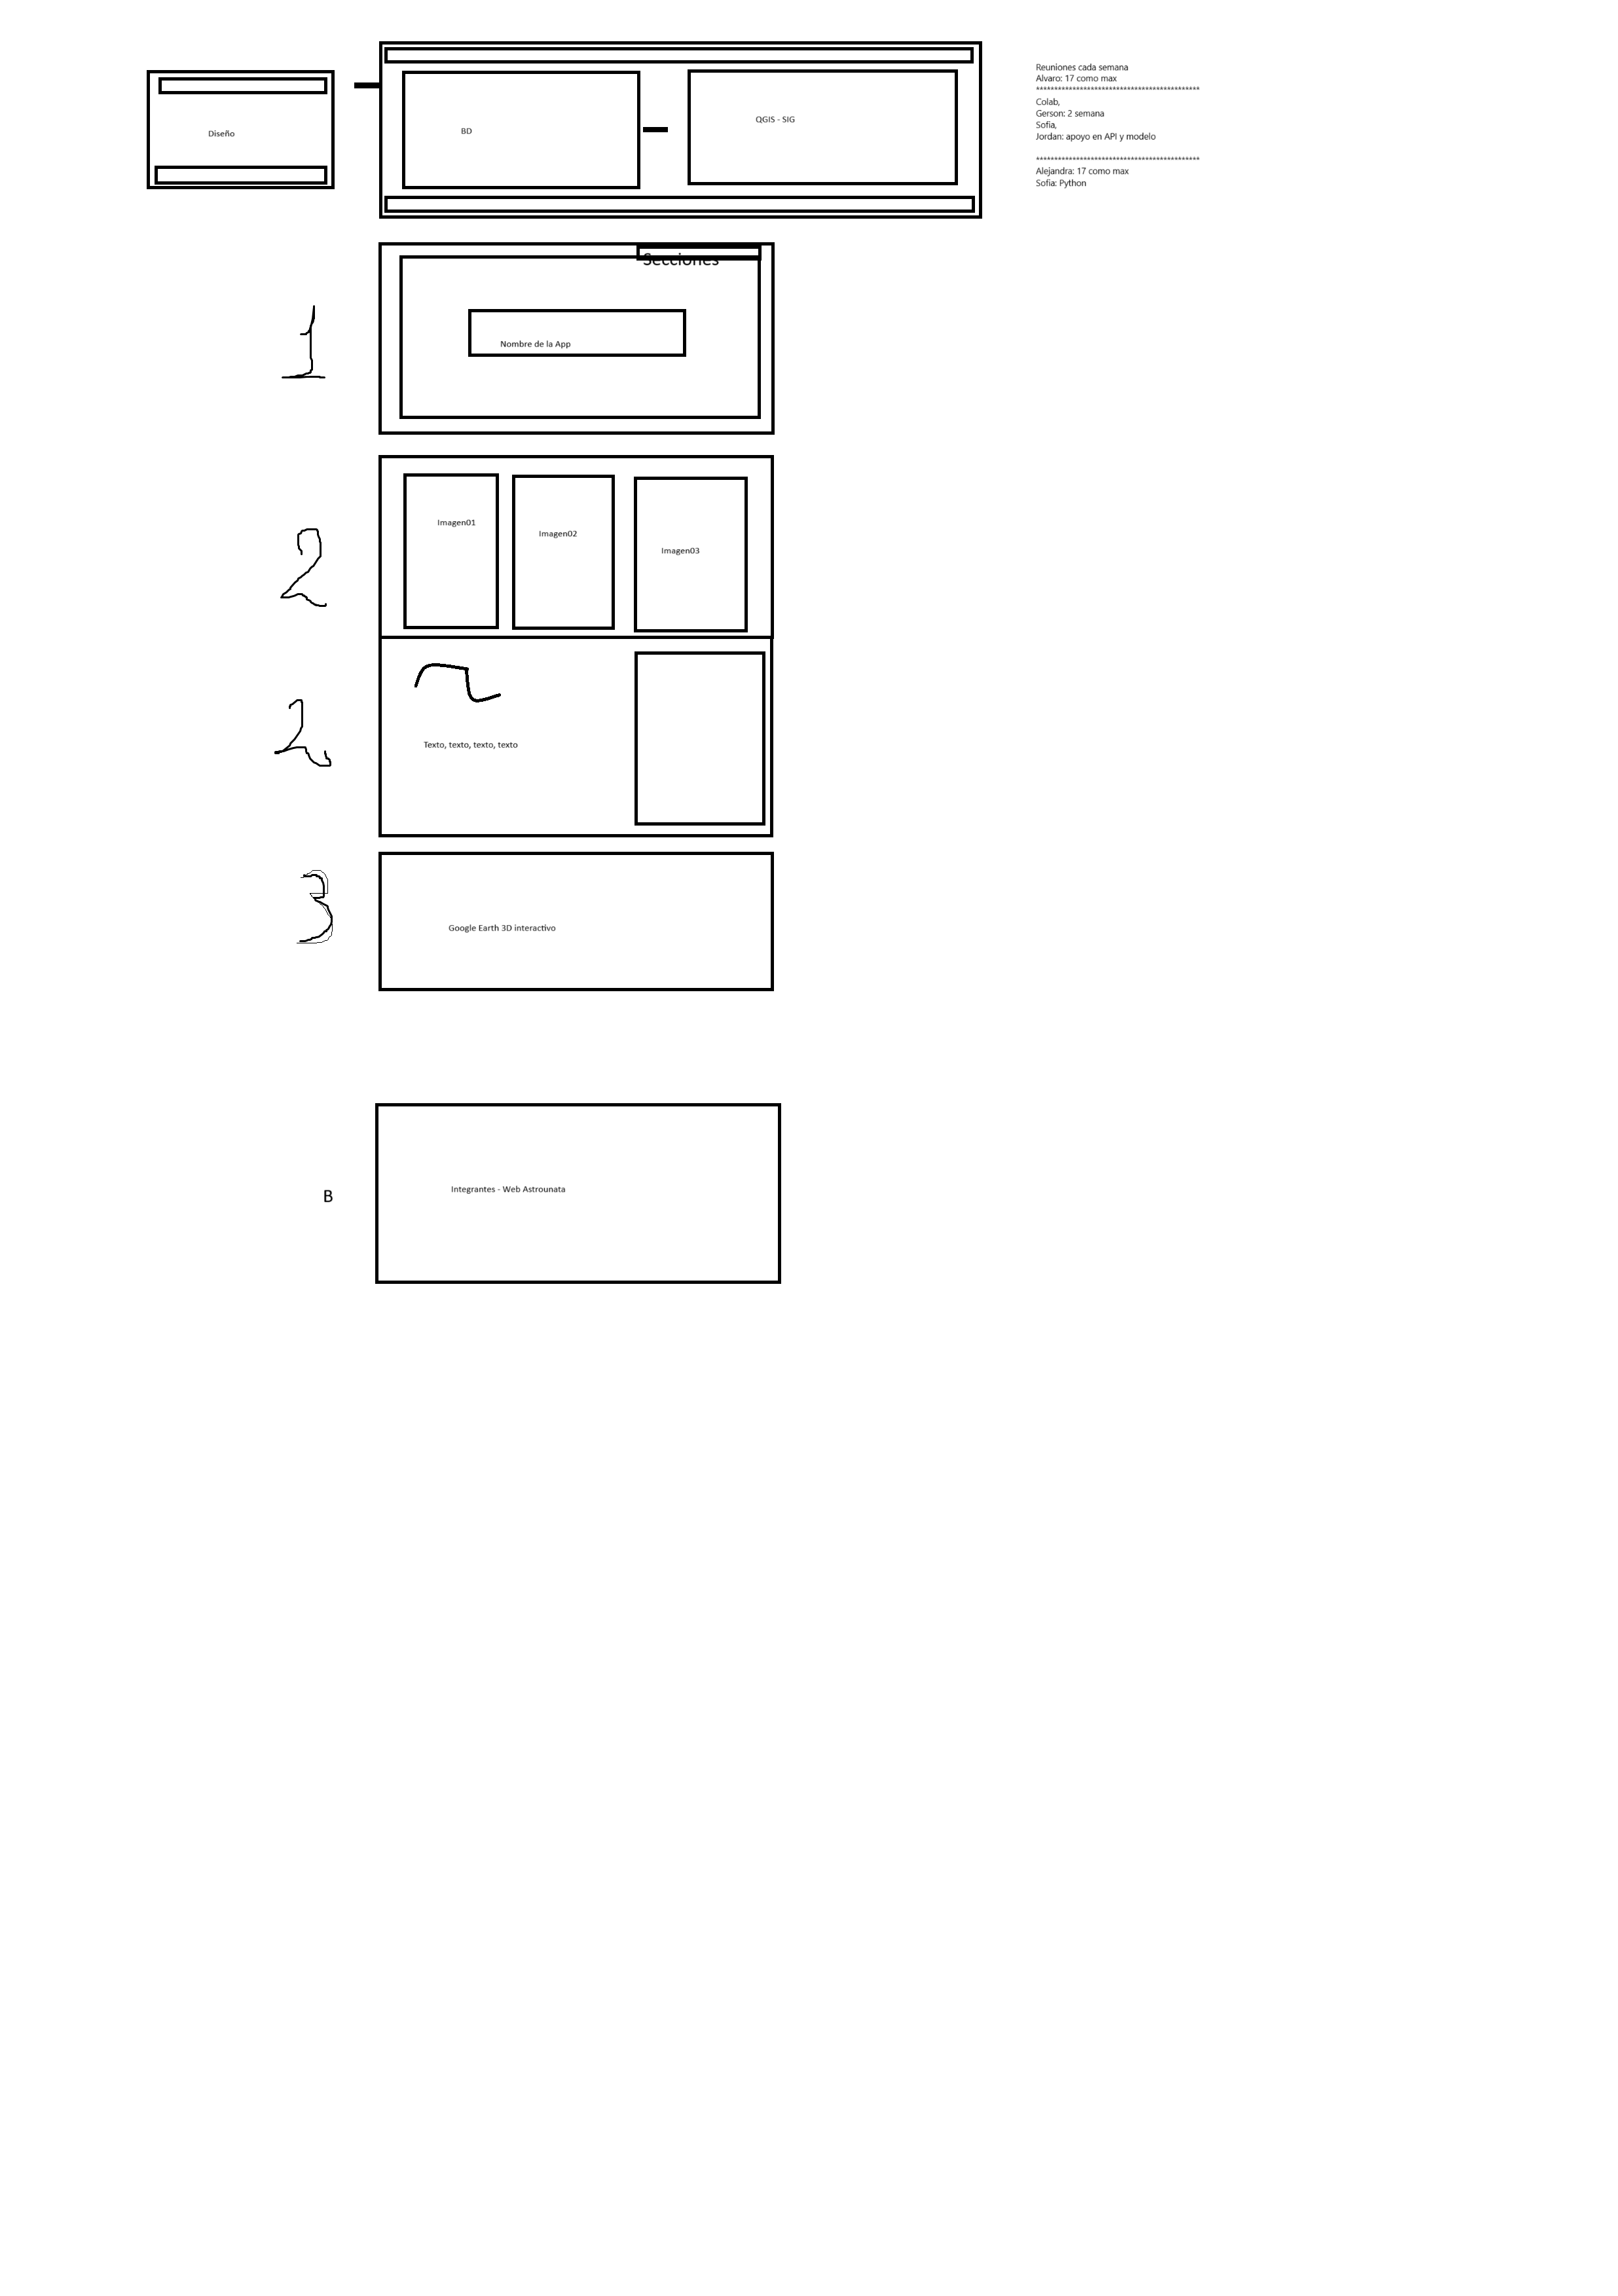 Diseño
BD
QGIS - SIG
Reuniones cada semana
Alvaro: 17 como max
*********************************************
Colab,
Gerson: 2 semana
Sofia,
Jordan: apoyo en API y modelo
*********************************************
Alejandra: 17 como max
Sofia: Python
Secciones
1
Nombre de la App
2
Imagen01
Imagen02
Imagen03
2
Texto, texto, texto, texto
3
Google Earth 3D interactivo
B
Integrantes - Web Astrounata